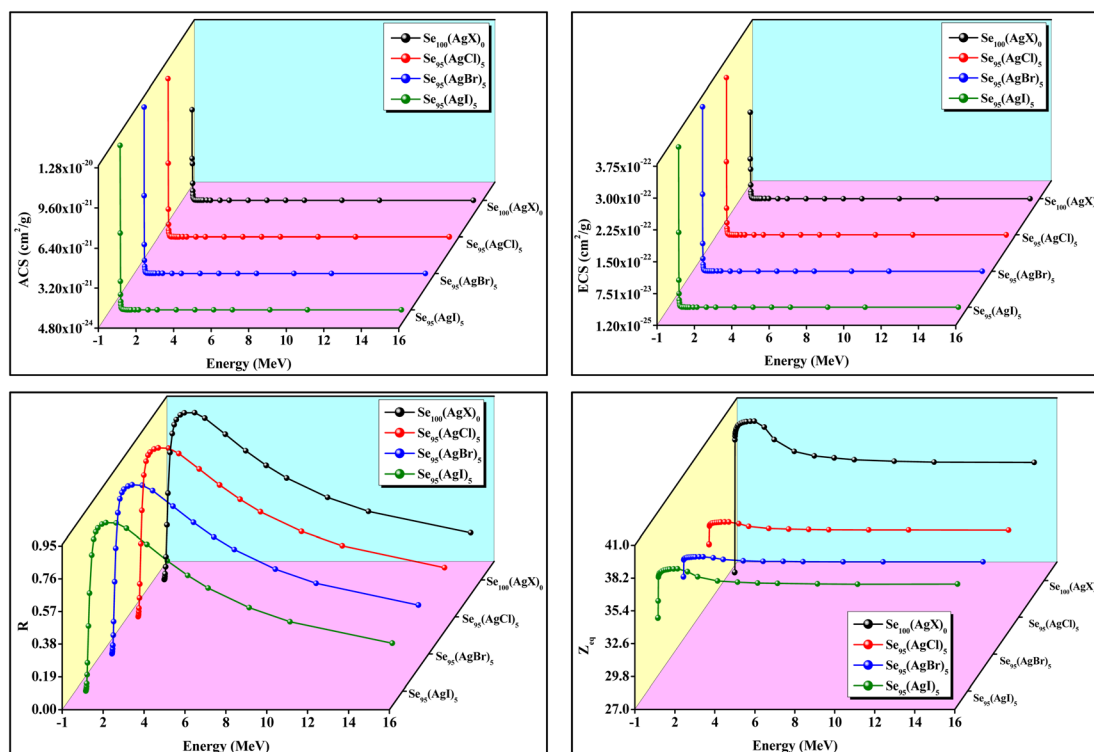 Se100(AgX)0
Se95(AgCl)5
Se95(AgBr)5
Se95(AgI)5
1.28x10-20
9.60x10-21
6.40x10-21
3.20x10-21
4.80x10-24
ACS (cm2/g)
-1 2 4 6 8 10 12 14 16
Energy (MeV)
Se100(AgX)0
Se95(AgCl)5
Se95(AgBr)5
Se95(AgI)5
Se100(AgX)0
Se95(AgCl)5
Se95(AgBr)5
Se95(AgI)5
3.75x10-22
3.00x10-22
2.25x10-22
1.50x10-22
7.51x10-23
1.20x10-25
ECS (cm2/g)
-1 2 4 6 8 10 12 14 16
Energy (MeV)
Se100(AgX)0
Se95(AgCl)5
Se95(AgBr)5
Se95(AgI)5
Se100(AgX)0
Se95(AgCl)5
Se95(AgBr)5
Se95(AgI)5
0.95
0.76
0.57
0.38
0.19
0.00
R
-1 2 4 6 8 10 12 14 16
Energy (MeV)
Se100(AgX)0
Se95(AgCl)5
Se95(AgBr)5
Se95(AgI)5
41.0
38.2
35.4
32.6
29.8
27.0
Zeq
-1 2 4 6 8 10 12 14 16
Energy (MeV)
Se100(AgX)0
Se95(AgCl)5
Se95(AgBr)5
Se95(AgI)5
Se100(AgX)0
Se95(AgCl)5
Se95(AgBr)5
Se95(AgI)5